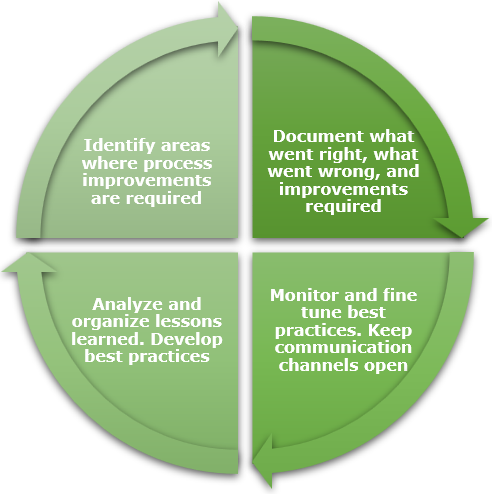 Identify areas
where process
improvements
are required
Document what
went right, what
went wrong, and
improvements
required
Analyze and
organize lessons
learned. Develop
best practices
Monitor and fine
tune best
practices. Keep
communication
channels open